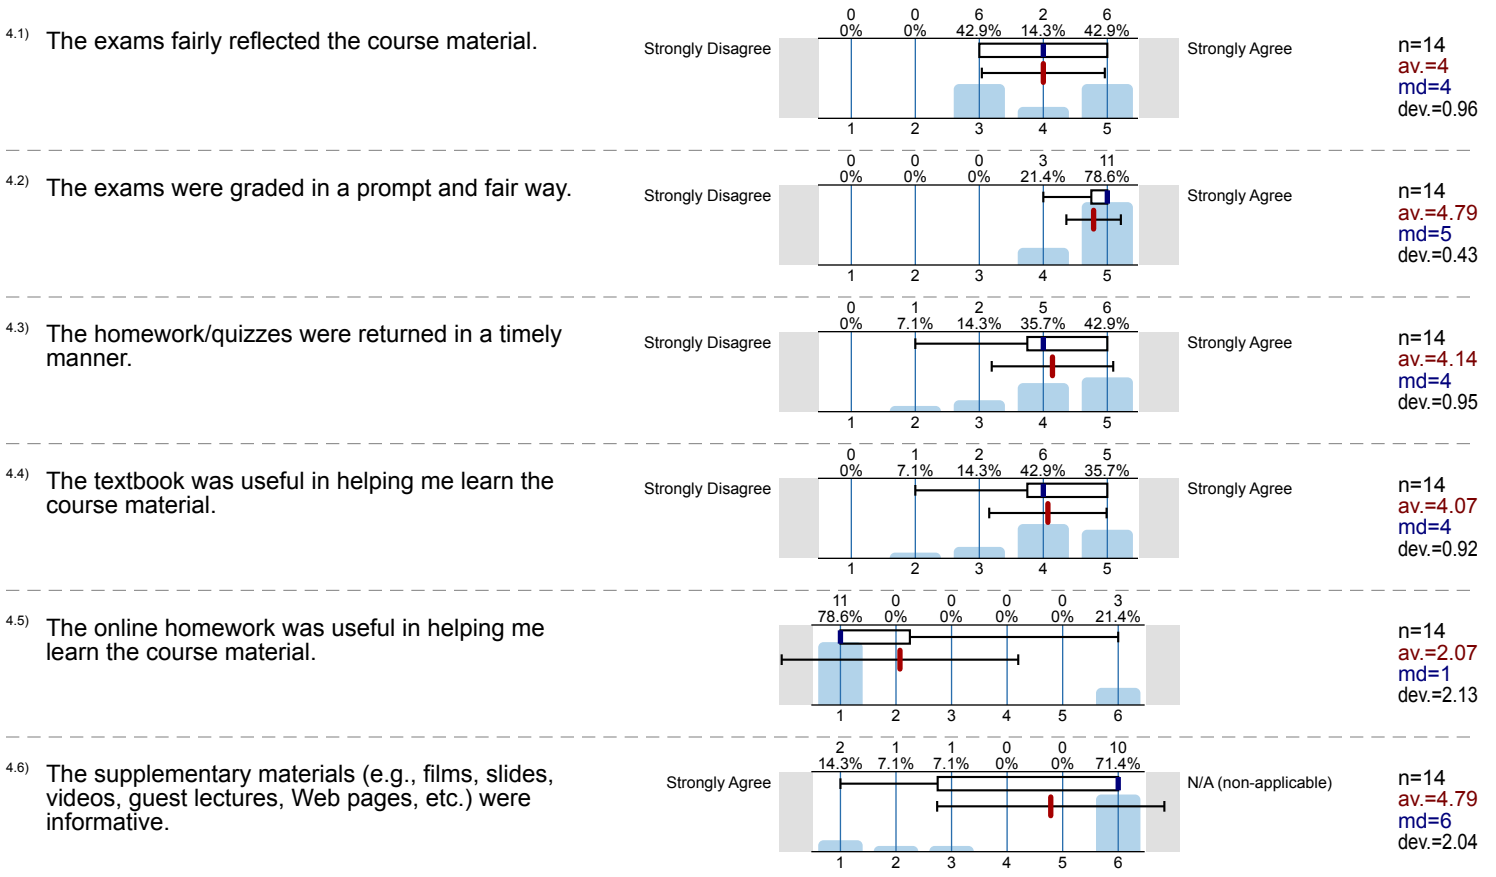 4.1) The exams fairly reflected the course material.
Strongly Disagree
0 0 6 2 6
0% 0% 42.9% 14.3% 42.9%
1 2 3 4 5
Strongly Agree
n=14
av.=4
md=4
dev.=0.96
4.2) The exams were graded in a prompt and fair way.
Strongly Disagree
0 0 0 3 11
0% 0% 0% 21.4% 78.6%
1 2 3 4 5
Strongly Agree
n=14
av.=4.79
md=5
dev.=0.43
4.3) The homework/quizzes were returned in a timely
manner.
Strongly Disagree
0 1 2 5 6
0% 7.1% 14.3% 35.7% 42.9%
1 2 3 4 5
Strongly Agree
n=14
av.=4.14
md=4
dev.=0.95
4.4) The textbook was useful in helping me learn the
course material.
Strongly Disagree
0 1 2 6 5
0% 7.1% 14.3% 42.9% 35.7%
1 2 3 4 5
Strongly Agree
n=14
av.=4.07
md=4
dev.=0.92
4.5) The online homework was useful in helping me
learn the course material.
11 0 0 0 0 3
78.6% 0% 0% 0% 0% 21.4%
1 2 3 4 5 6
n=14
av.=2.07
md=1
dev.=2.13
4.6) The supplementary materials (e.g., films, slides,
videos, guest lectures, Web pages, etc.) were
informative.
Strongly Agree
2 1 1 0 0 10
14.3% 7.1% 7.1% 0% 0% 71.4%
1 2 3 4 5 6
N/A (non-applicable)
n=14
av.=4.79
md=6
dev.=2.04